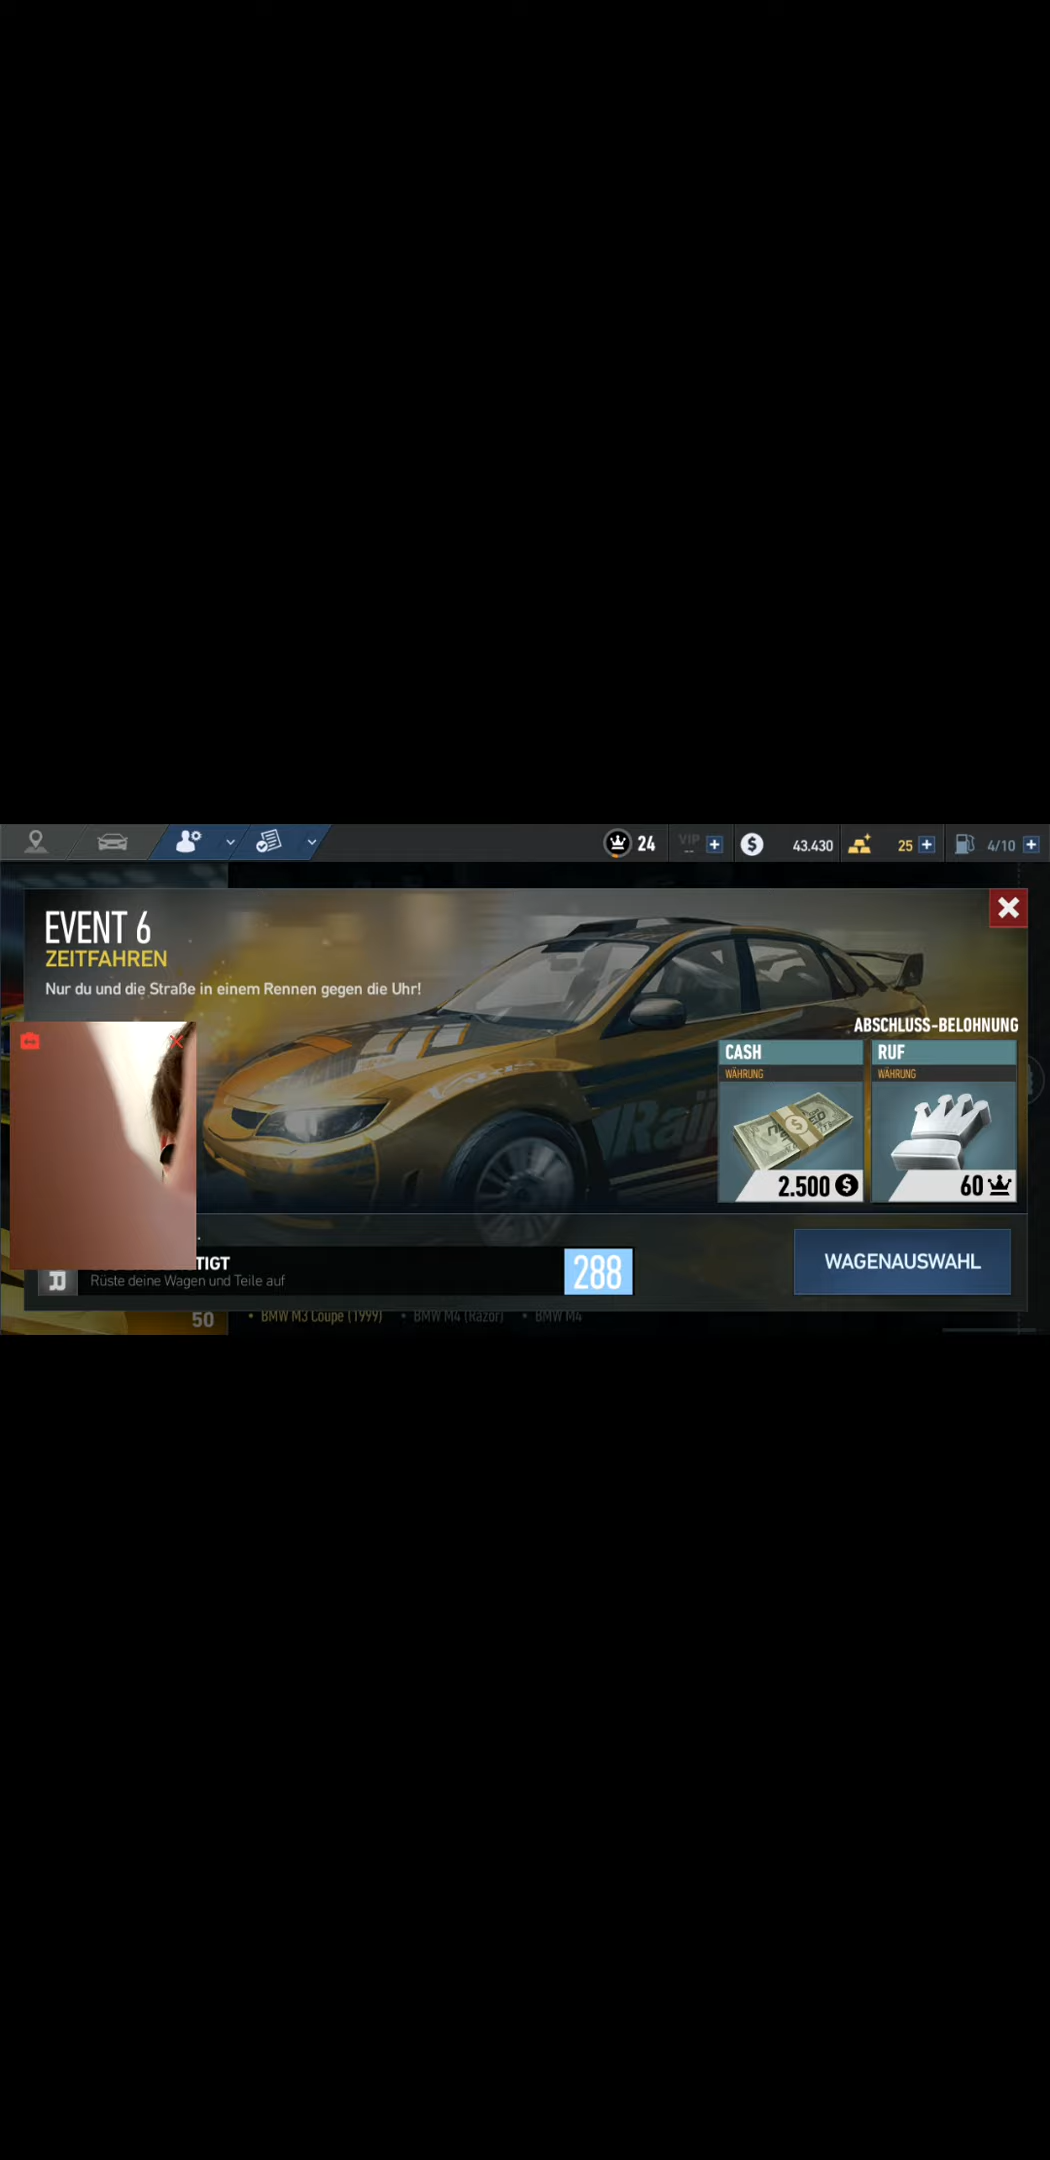 24
VIP
--
43.430
25
4/10
EVENT 6
ZEITFAHREN
Nur du und die Straße in einem Rennen gegen die Uhr!
ABSCHLUSS-BELOHNUNG
CASH
WÄHRUNG
2.500
RUF
WÄHRUNG
60
TIGT
Rüste deine Wagen und Teile auf
288
WAGENAUSWAHL
50
• BMW M3 Coupe (1999) • BMW M4 (Razor) • BMW M4